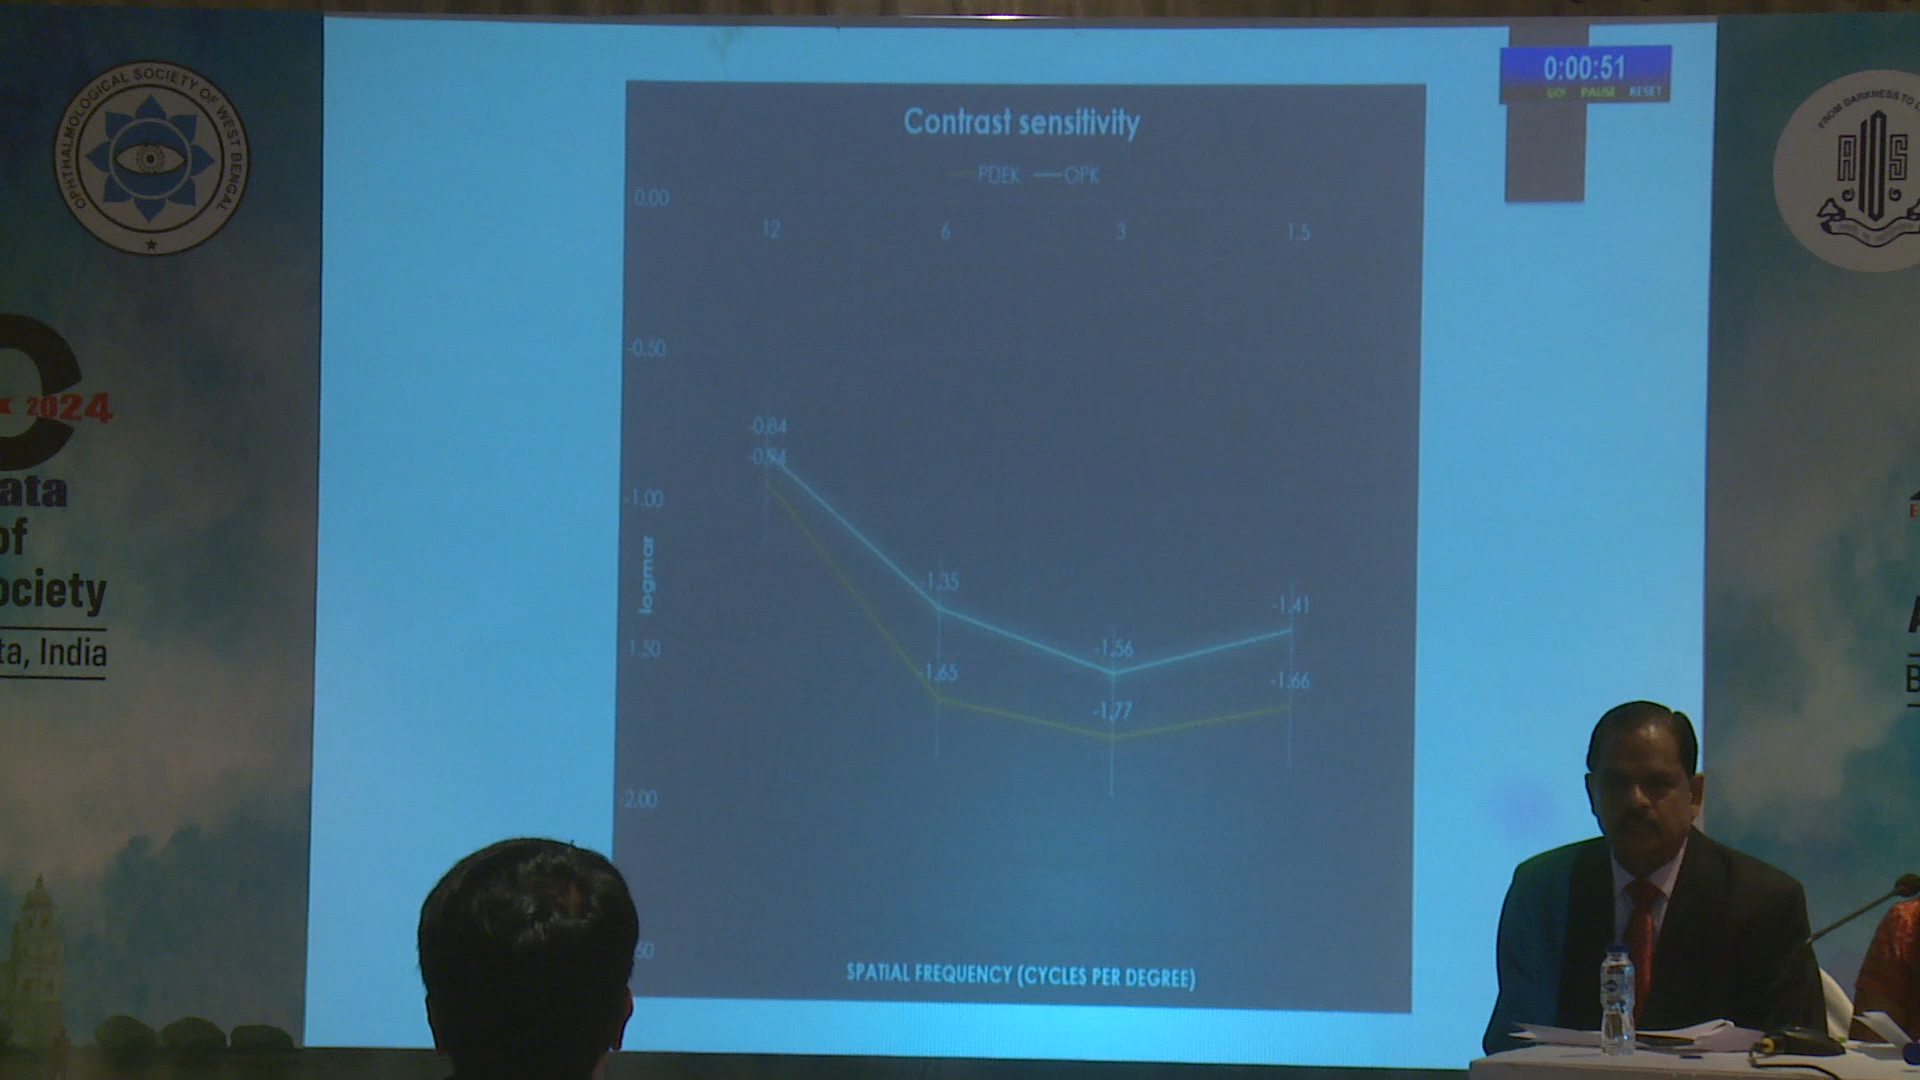 OPHTHALMOLOGICAL SOCIETY OF WEST BENGAL
2024
ata
of
ociety
ta, India
0:00:51
GO! PAUSE RESET
Contrast sensitivity
PDEK OPK
0.00
12 6 3 1.5
-0.50
-0.84
-0.94
-1.00
logmar
-1.35
-1.41
-1.50
-1.56
-1.65
-1.66
-1.77
-2.00
50
SPATIAL FREQUENCY (CYCLES PER DEGREE)
FROM DARKNESS TO L
AIOS
E
A
B